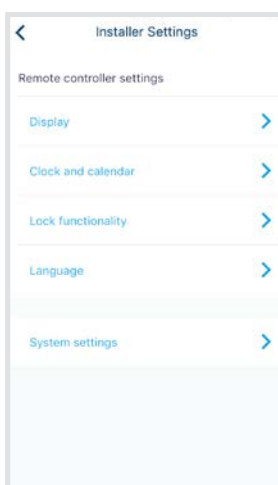 Installer Settings
Remote controller settings
Display
Clock and calendar
Lock functionality
Language
System settings